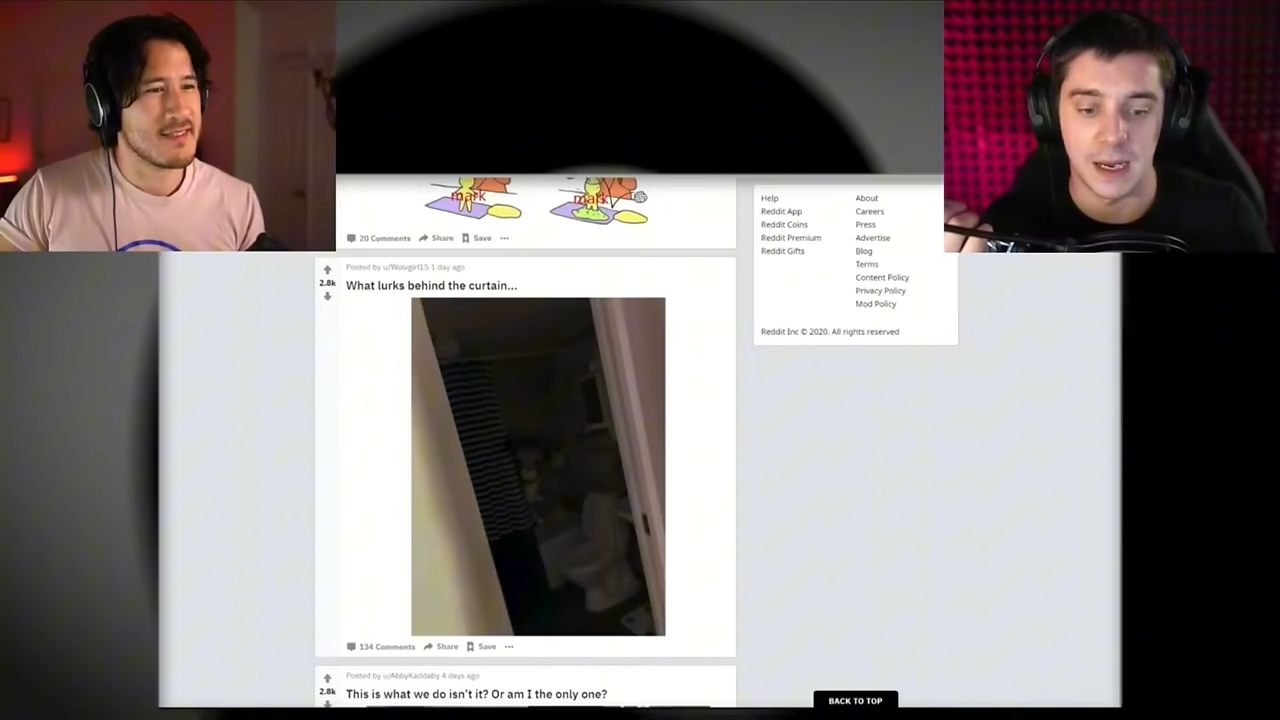 mark
mark
20 Comments Share Save
Posted by u/Wolvgirl15 1 day ago
2.8k
What lurks behind the curtain...
134 Comments Share Save
Posted by u/AbbyKaddaby 4 days ago
2.8k
This is what we do isn't it? Or am I the only one?
Help About
Reddit App Careers
Reddit Coins Press
Reddit Premium Advertise
Reddit Gifts Blog
Terms
Content Policy
Privacy Policy
Mod Policy
Reddit Inc © 2020. All rights reserved
BACK TO TOP